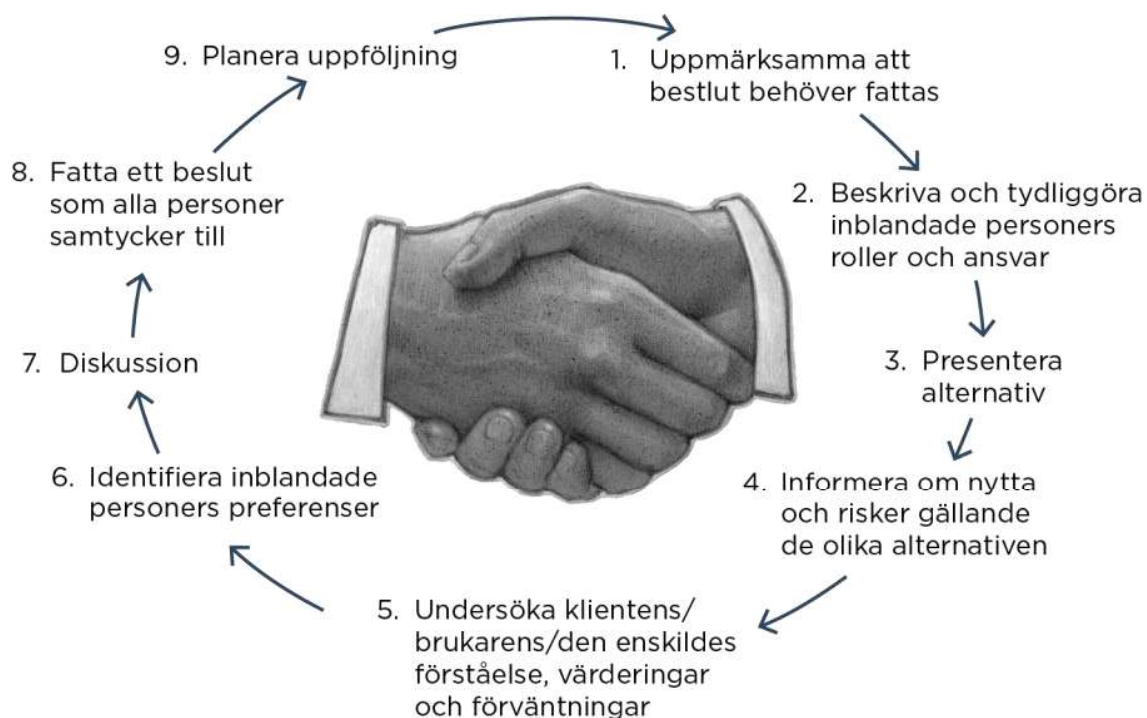 1. Uppmärksamma att
bestlut behöver fattas
2. Beskriva och tydliggöra
inblandade personers
roller och ansvar
3. Presentera
alternativ
4. Informera om nytta
och risker gällande
de olika alternativen
5. Undersöka klientens/
brukarens/den enskildes
förståelse, värderingar
och förväntningar
6. Identifiera inblandade
personers preferenser
7. Diskussion
8. Fatta ett beslut
som alla personer
samtycker till
9. Planera uppföljning